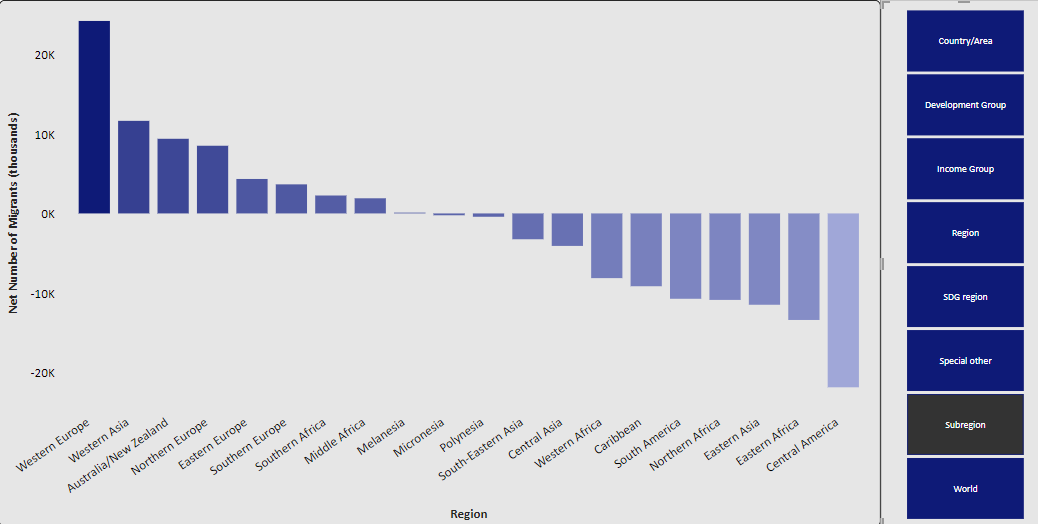 Net Number of Migrants (thousands)
20K
10K
0K
-10K
-20K
Western Europe
Western Asia
Australia/New Zealand
Northern Europe
Eastern Europe
Southern Europe
Southern Africa
Middle Africa
Melanesia
Micronesia
Polynesia
South-Eastern Asia
Central Asia
Western Africa
Caribbean
South America
Northern Africa
Eastern Asia
Eastern Africa
Central America
Region
Country/Area
Development Group
Income Group
Region
SDG region
Special other
Subregion
World